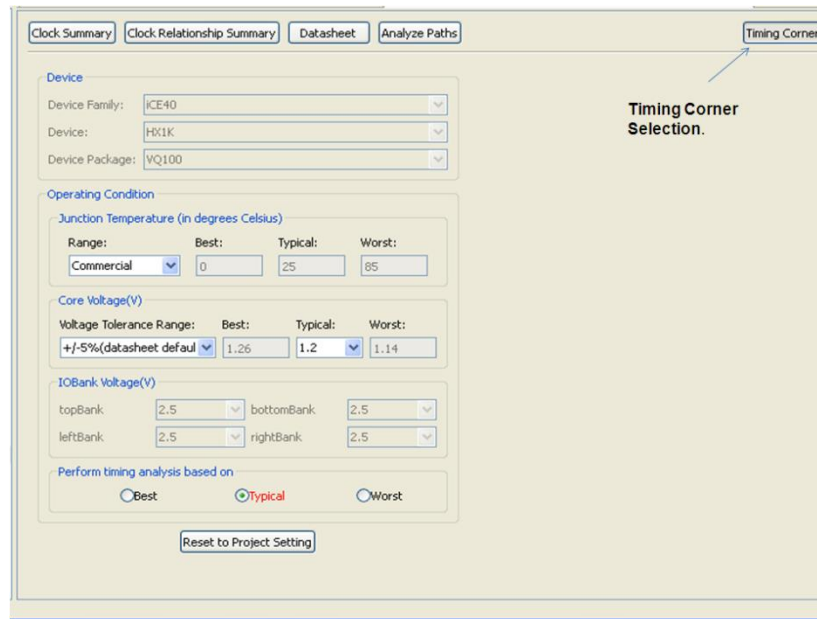 Clock Summary Clock Relationship Summary Datasheet Analyze Paths Timing Corner
Timing Corner
Selection.
Device
Device Family: iCE40
Device: HX1K
Device Package: VQ100
Operating Condition
Junction Temperature (in degrees Celsius)
Range: Best: Typical: Worst:
Commercial 0 25 85
Core Voltage(V)
Voltage Tolerance Range: Best: Typical: Worst:
+/-5%(datasheet defaul 1.26 1.2 1.14
IOBank Voltage(V)
topBank 2.5 bottomBank 2.5
leftBank 2.5 rightBank 2.5
Perform timing analysis based on
Best Typical Worst
Reset to Project Setting